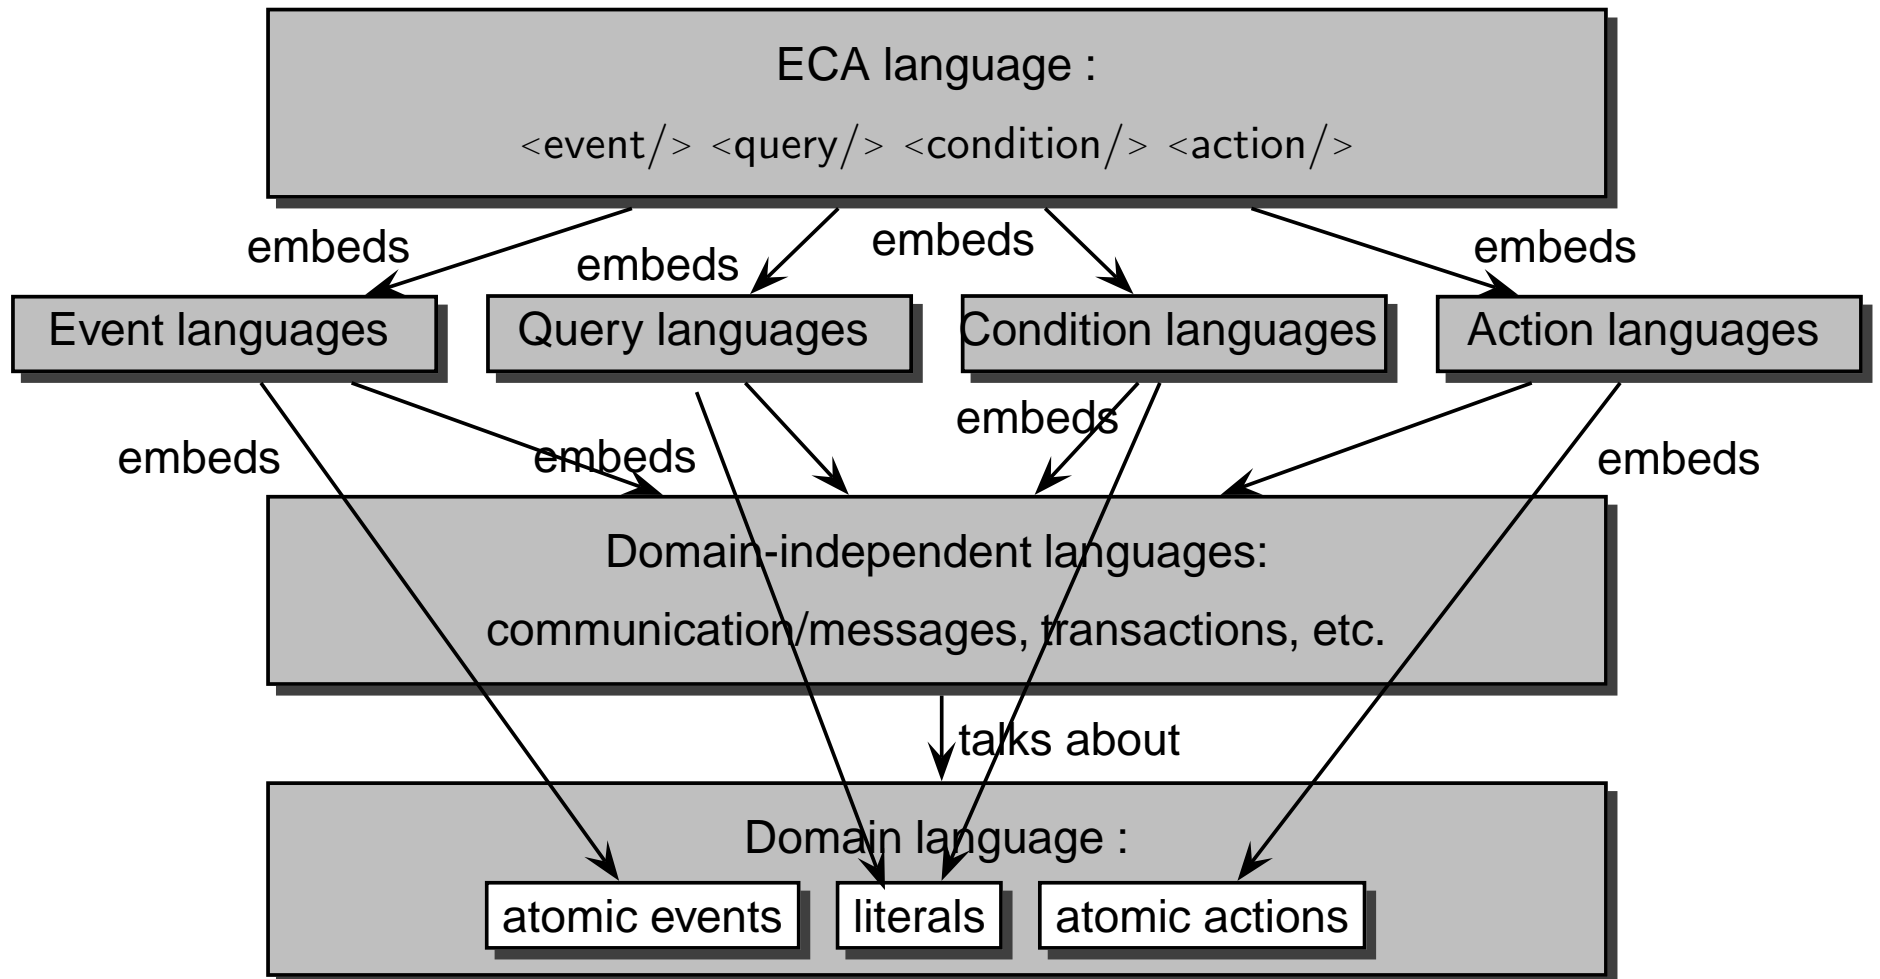 ECA language :
<event/> <query/> <condition/> <action/>
embeds
embeds
embeds
embeds
Event languages
Query languages
Condition languages
Action languages
embeds
embeds
embeds
embeds
Domain-independent languages:
communication/messages, transactions, etc.
talks about
Domain language :
atomic events
literals
atomic actions